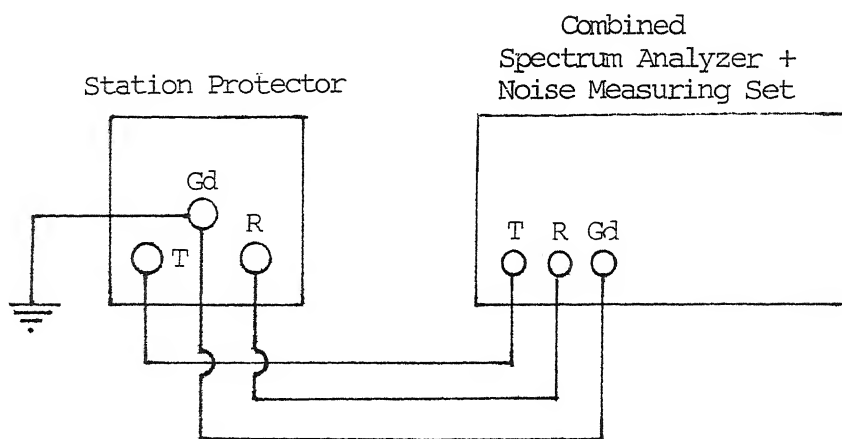 Combined
Spectrum Analyzer +
Noise Measuring Set
Station Protector
Gd
R
T
T R Gd